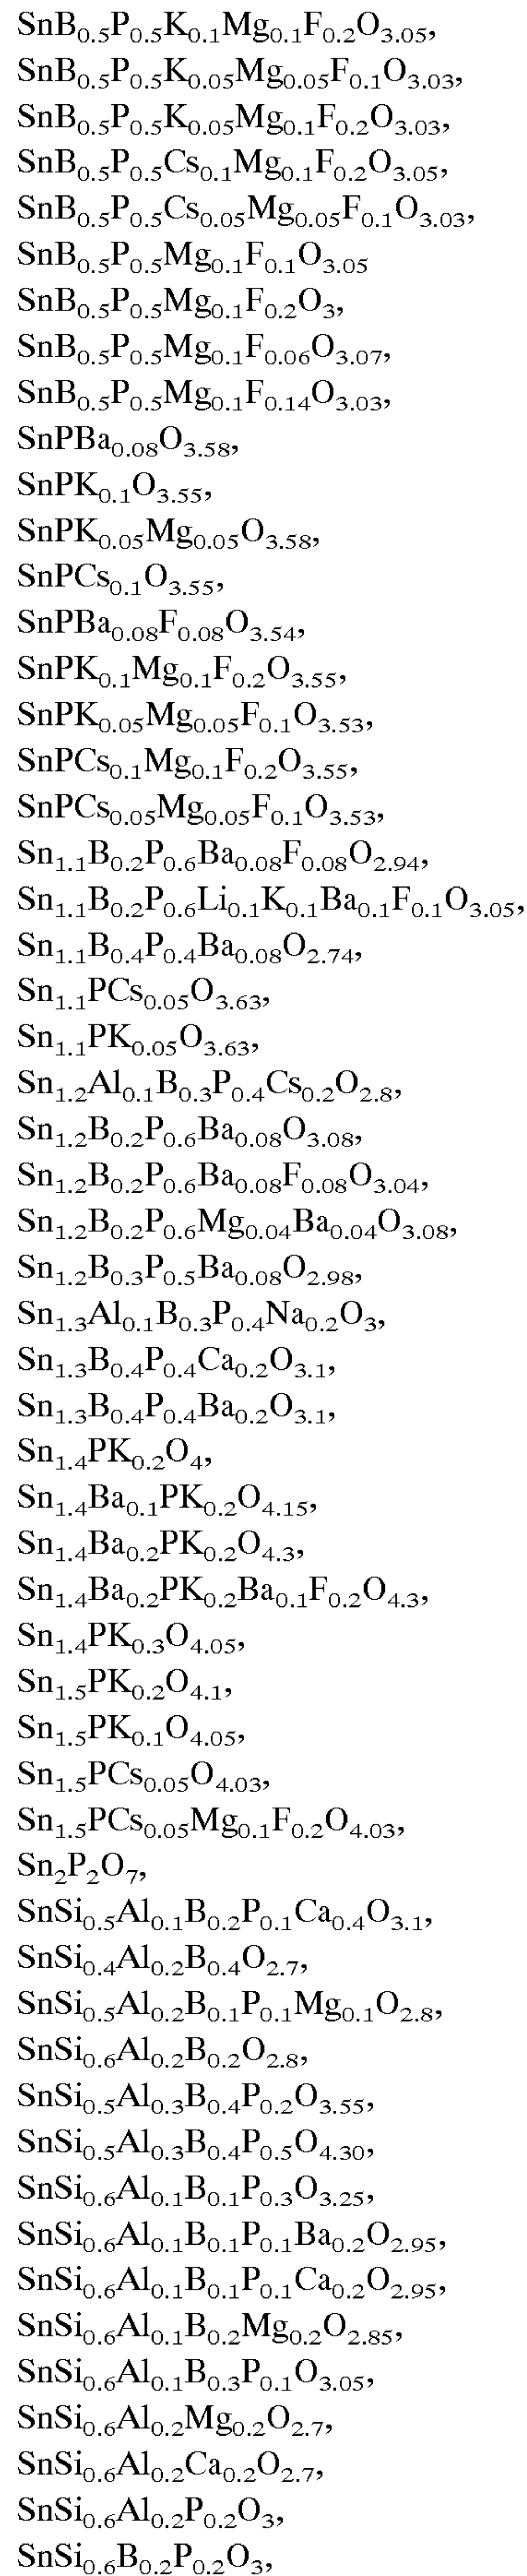 SnB₀.₅P₀.₅K₀.₁Mg₀.₁F₀.₂O₃.₀₅,
SnB₀.₅P₀.₅K₀.₀₅Mg₀.₀₅F₀.₁O₃.₀₃,
SnB₀.₅P₀.₅K₀.₀₅Mg₀.₁F₀.₂O₃.₀₃,
SnB₀.₅P₀.₅Cs₀.₁Mg₀.₁F₀.₂O₃.₀₅,
SnB₀.₅P₀.₅Cs₀.₀₅Mg₀.₀₅F₀.₁O₃.₀₃,
SnB₀.₅P₀.₅Mg₀.₁F₀.₁O₃.₀₅
SnB₀.₅P₀.₅Mg₀.₁F₀.₂O₃,
SnB₀.₅P₀.₅Mg₀.₁F₀.₀₆O₃.₀₇,
SnB₀.₅P₀.₅Mg₀.₁F₀.₁₄O₃.₀₃,
SnPBa₀.₀₈O₃.₅₈,
SnPK₀.₁O₃.₅₅,
SnPK₀.₀₅Mg₀.₀₅O₃.₅₈,
SnPCs₀.₁O₃.₅₅,
SnPBa₀.₀₈F₀.₀₈O₃.₅₄,
SnPK₀.₁Mg₀.₁F₀.₂O₃.₅₅,
SnPK₀.₀₅Mg₀.₀₅F₀.₁O₃.₅₃,
SnPCs₀.₁Mg₀.₁F₀.₂O₃.₅₅,
SnPCs₀.₀₅Mg₀.₀₅F₀.₁O₃.₅₃,
Sn₁.₁B₀.₂P₀.₆Ba₀.₀₈F₀.₀₈O₂.₉₄,
Sn₁.₁B₀.₂P₀.₆Li₀.₁K₀.₁Ba₀.₁F₀.₁O₃.₀₅,
Sn₁.₁B₀.₄P₀.₄Ba₀.₀₈O₂.₇₄,
Sn₁.₁PCs₀.₀₅O₃.₆₃,
Sn₁.₁PK₀.₀₅O₃.₆₃,
Sn₁.₂Al₀.₁B₀.₃P₀.₄Cs₀.₂O₂.₈,
Sn₁.₂B₀.₂P₀.₆Ba₀.₀₈O₃.₀₈,
Sn₁.₂B₀.₂P₀.₆Ba₀.₀₈F₀.₀₈O₃.₀₄,
Sn₁.₂B₀.₂P₀.₆Mg₀.₀₄Ba₀.₀₄O₃.₀₈,
Sn₁.₂B₀.₃P₀.₅Ba₀.₀₈O₂.₉₈,
Sn₁.₃Al₀.₁B₀.₃P₀.₄Na₀.₂O₃,
Sn₁.₃B₀.₄P₀.₄Ca₀.₂O₃.₁,
Sn₁.₃B₀.₄P₀.₄Ba₀.₂O₃.₁,
Sn₁.₄PK₀.₂O₄,
Sn₁.₄Ba₀.₁PK₀.₂O₄.₁₅,
Sn₁.₄Ba₀.₂PK₀.₂O₄.₃,
Sn₁.₄Ba₀.₂PK₀.₂Ba₀.₁F₀.₂O₄.₃,
Sn₁.₄PK₀.₃O₄.₀₅,
Sn₁.₅PK₀.₂O₄.₁,
Sn₁.₅PK₀.₁O₄.₀₅,
Sn₁.₅PCs₀.₀₅O₄.₀₃,
Sn₁.₅PCs₀.₀₅Mg₀.₁F₀.₂O₄.₀₃,
Sn₂P₂O₇,
SnSi₀.₅Al₀.₁B₀.₂P₀.₁Ca₀.₄O₃.₁,
SnSi₀.₄Al₀.₂B₀.₄O₂.₇,
SnSi₀.₅Al₀.₂B₀.₁P₀.₁Mg₀.₁O₂.₈,
SnSi₀.₆Al₀.₂B₀.₂O₂.₈,
SnSi₀.₅Al₀.₃B₀.₄P₀.₂O₃.₅₅,
SnSi₀.₅Al₀.₃B₀.₄P₀.₅O₄.₃₀,
SnSi₀.₆Al₀.₁B₀.₁P₀.₃O₃.₂₅,
SnSi₀.₆Al₀.₁B₀.₁P₀.₁Ba₀.₂O₂.₉₅,
SnSi₀.₆Al₀.₁B₀.₁P₀.₁Ca₀.₂O₂.₉₅,
SnSi₀.₆Al₀.₁B₀.₂Mg₀.₂O₂.₈₅,
SnSi₀.₆Al₀.₁B₀.₃P₀.₁O₃.₀₅,
SnSi₀.₆Al₀.₂Mg₀.₂O₂.₇,
SnSi₀.₆Al₀.₂Ca₀.₂O₂.₇,
SnSi₀.₆Al₀.₂P₀.₂O₃,
SnSi₀.₆B₀.₂P₀.₂O₃,